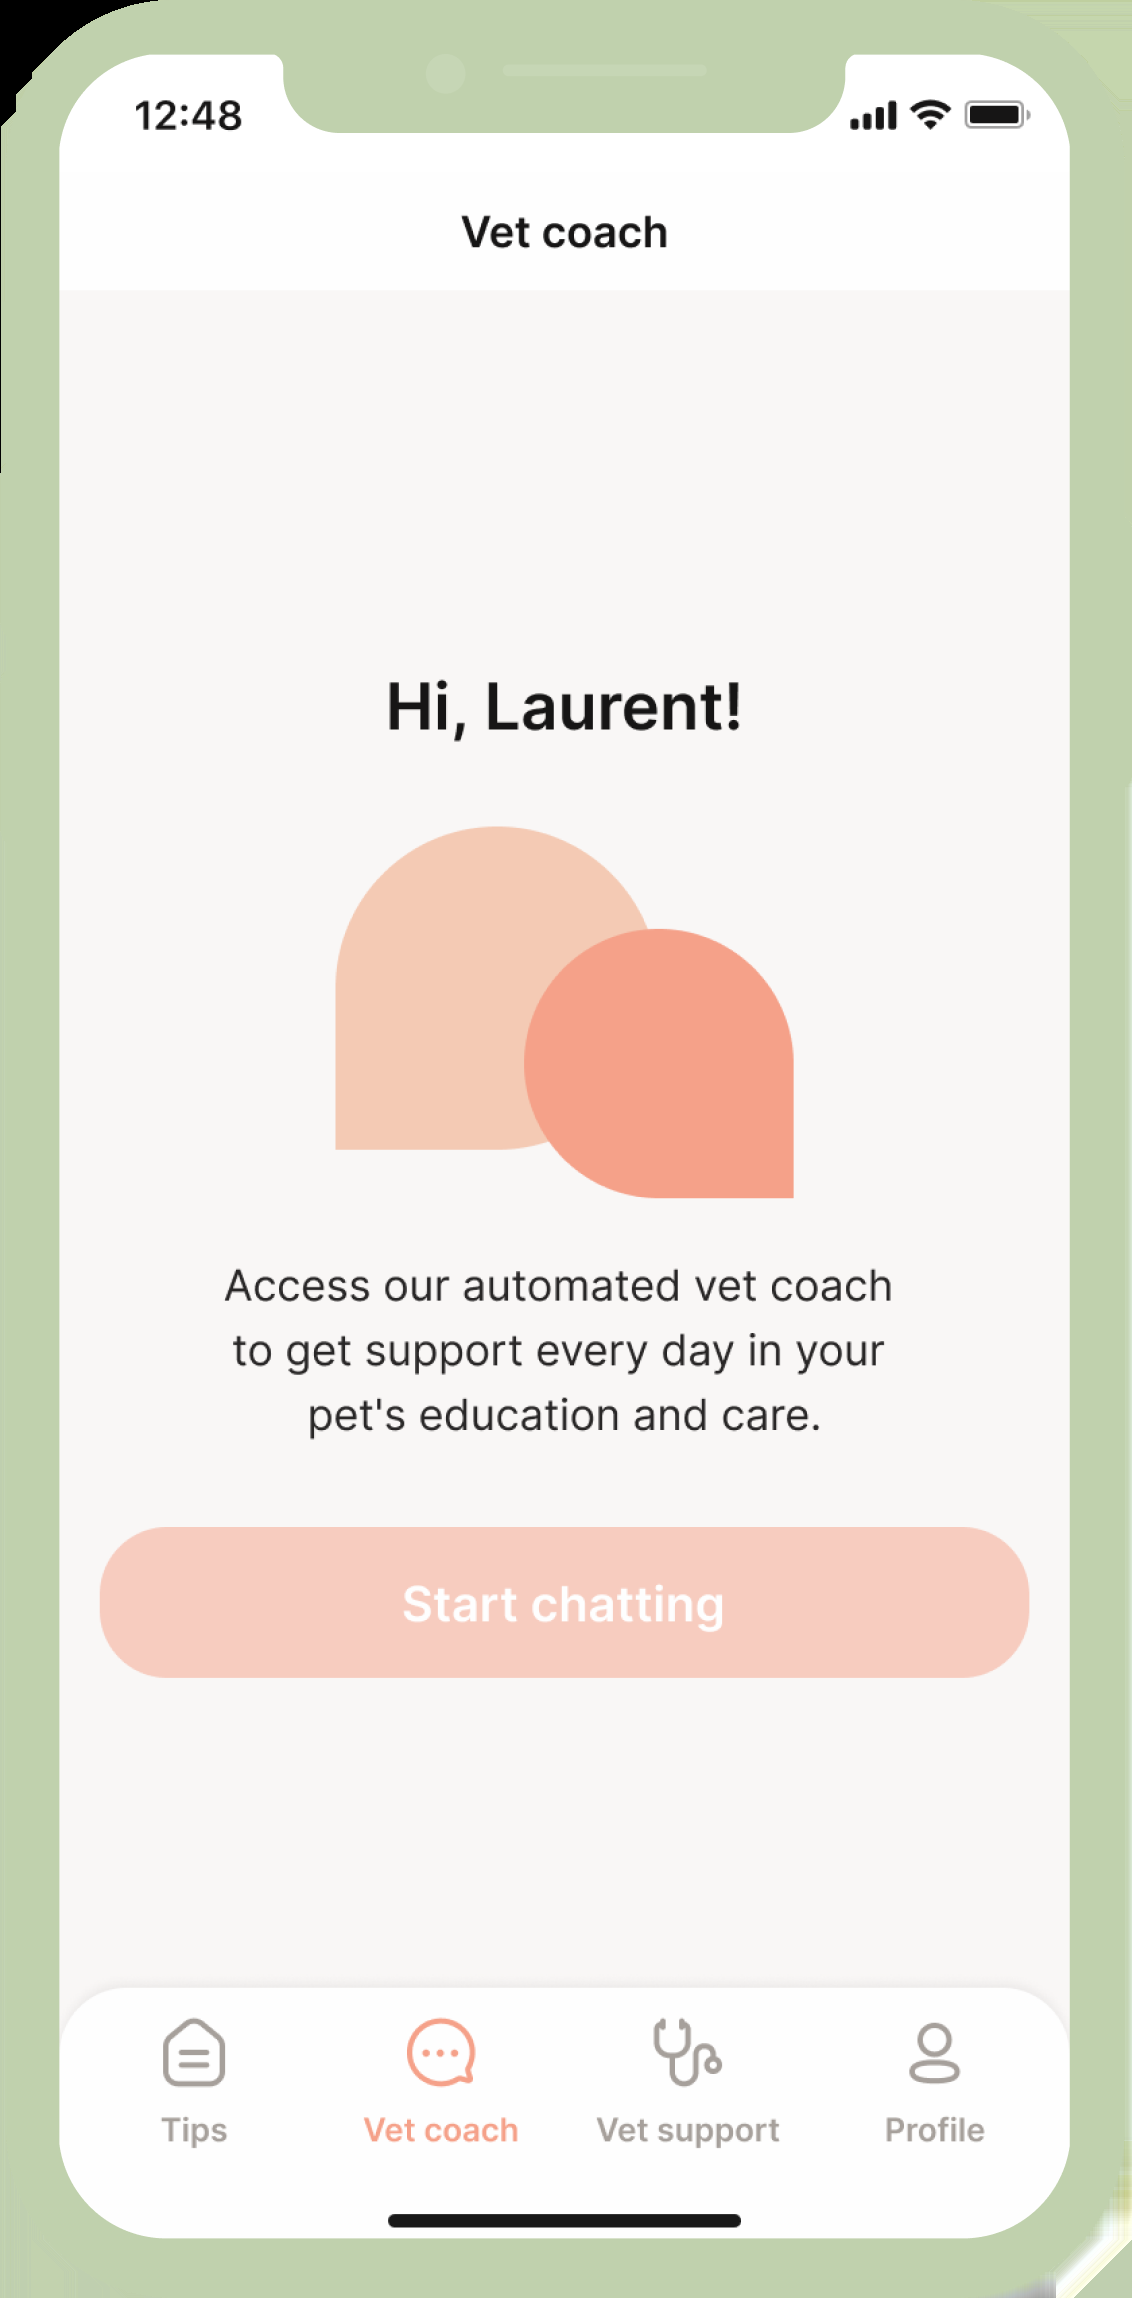 12:48
Vet coach
Hi, Laurent!
Access our automated vet coach
to get support every day in your
pet's education and care.
Start chatting
Tips
Vet coach
Vet support
Profile